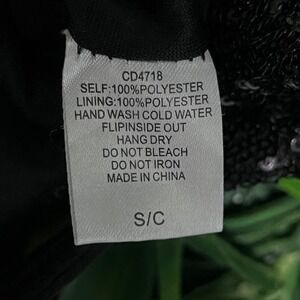 CD4718
SELF:100%POLYESTER
LINING:100%POLYESTER
HAND WASH COLD WATER
FLIPINSIDE OUT
HANG DRY
DO NOT BLEACH
DO NOT IRON
MADE IN CHINA
S/C